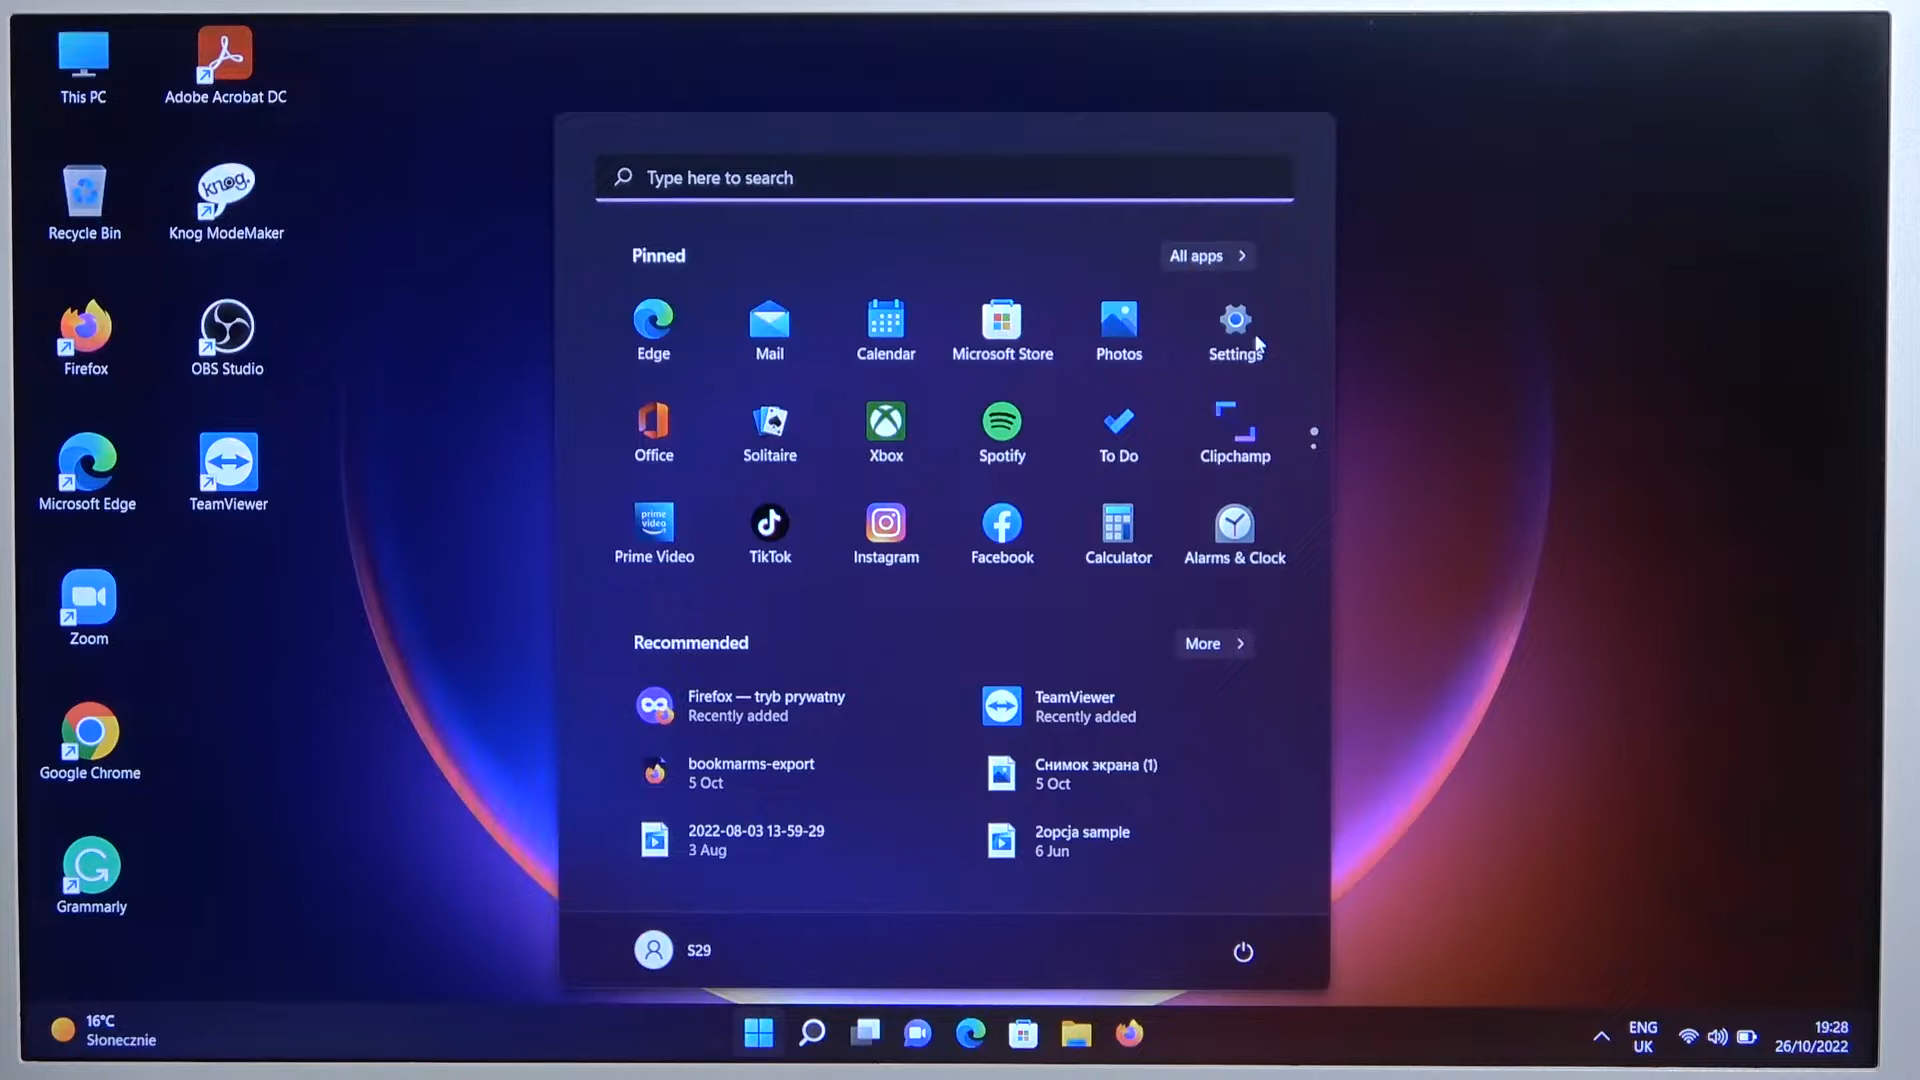 This PC
Adobe Acrobat DC
Recycle Bin
knog.
Knog ModeMaker
Firefox
OBS Studio
Microsoft Edge
TeamViewer
Zoom
Google Chrome
Grammarly
Type here to search
Pinned
All apps
Edge
Mail
Calendar
Microsoft Store
Photos
Settings
Office
Solitaire
Xbox
Spotify
To Do
Clipchamp
prime
video
Prime Video
TikTok
Instagram
Facebook
Calculator
Alarms & Clock
Recommended
More
Firefox — tryb prywatny
Recently added
TeamViewer
Recently added
bookmarms-export
5 Oct
Снимок экрана (1)
5 Oct
2022-08-03 13-59-29
3 Aug
2opcja sample
6 Jun
S29
16°C
Słonecznie
ENG
UK
19:28
26/10/2022